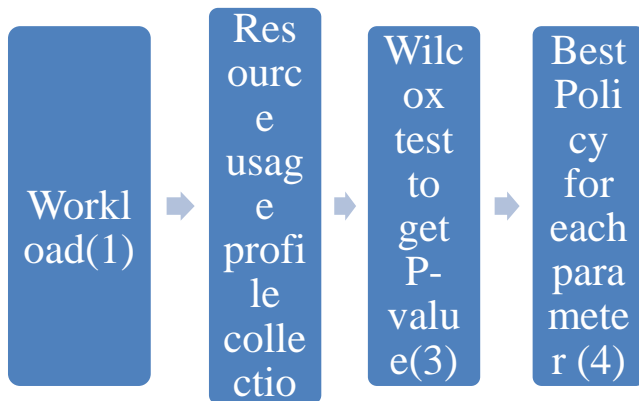 Workl
oad(1)
Res
ourc
e
usag
e
profi
le
colle
ctio
Wilc
ox
test
to
get
P-
valu
e(3)
Best
Poli
cy
for
each
para
mete
r (4)